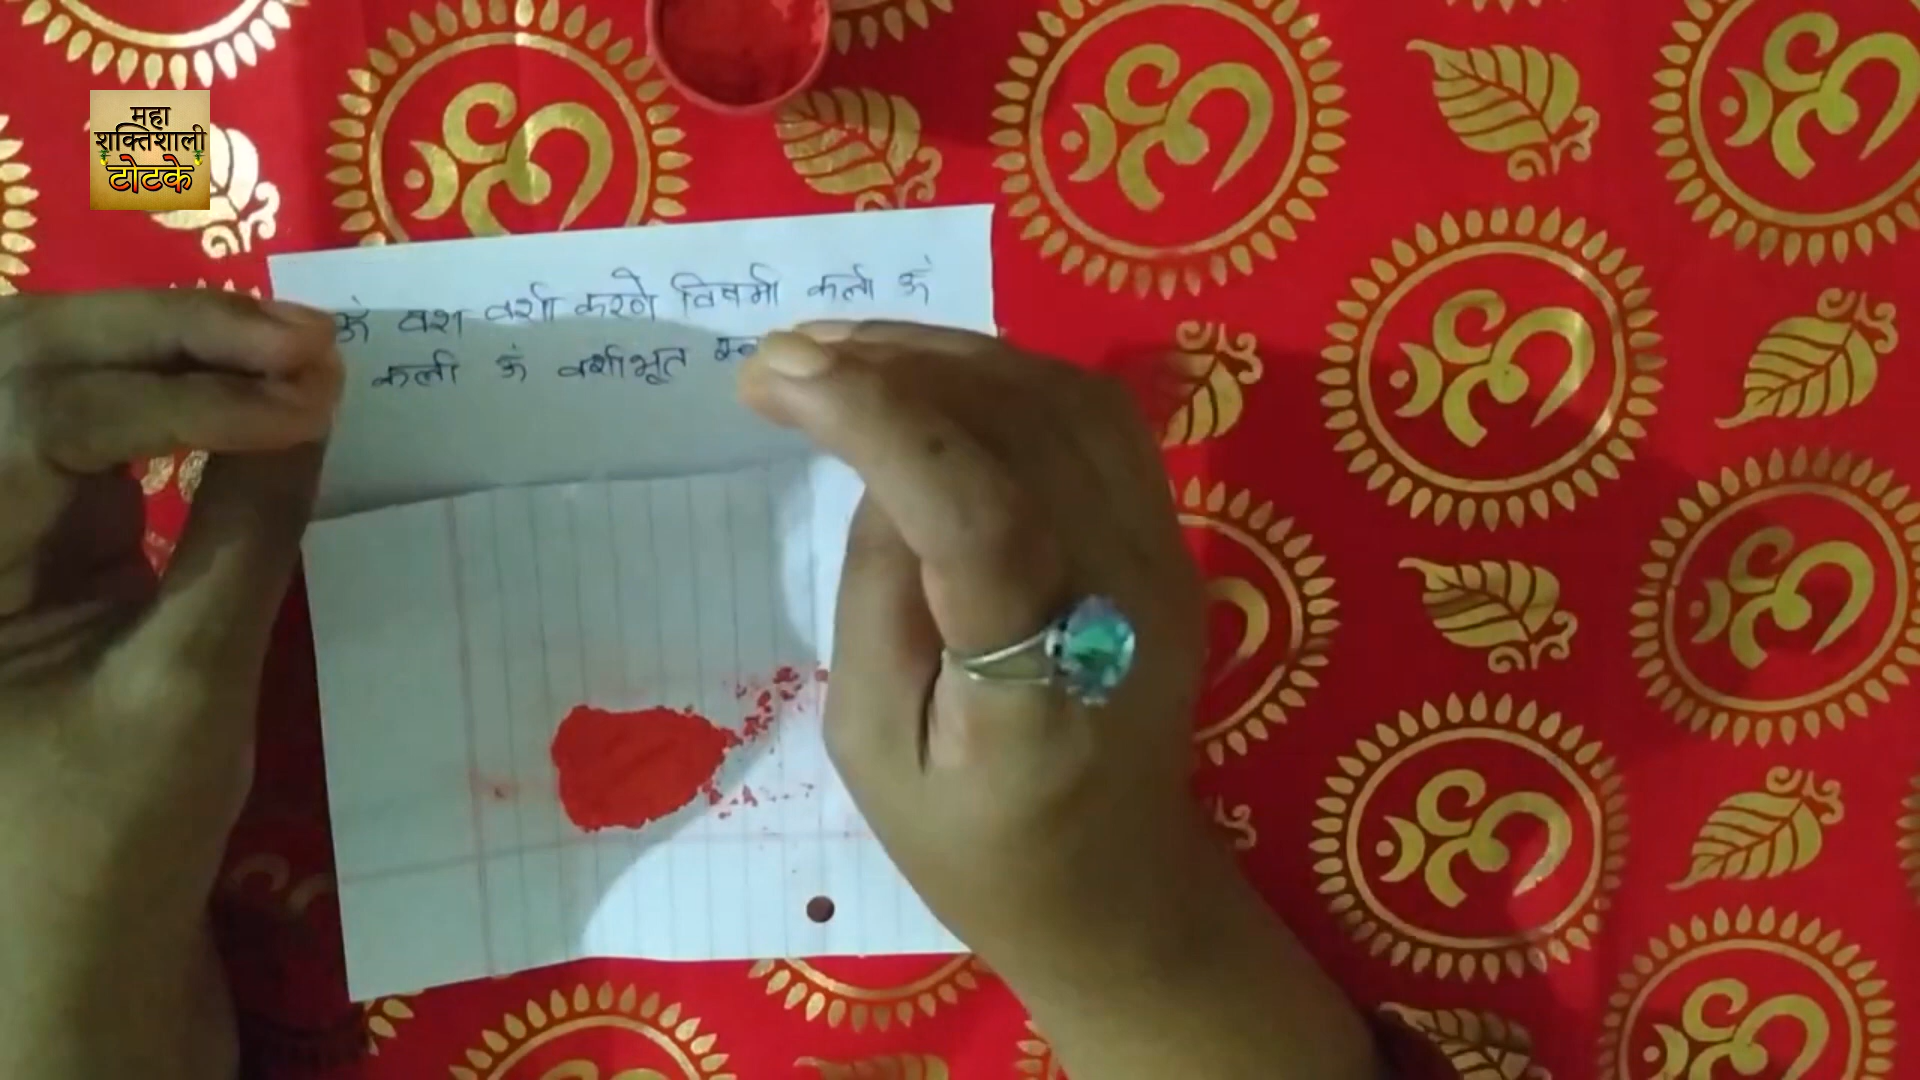 महा
शक्तिशाली
टोटके
ॐ वश वशी करणे विषमी कली ॐ
कली ॐ वशीभूत